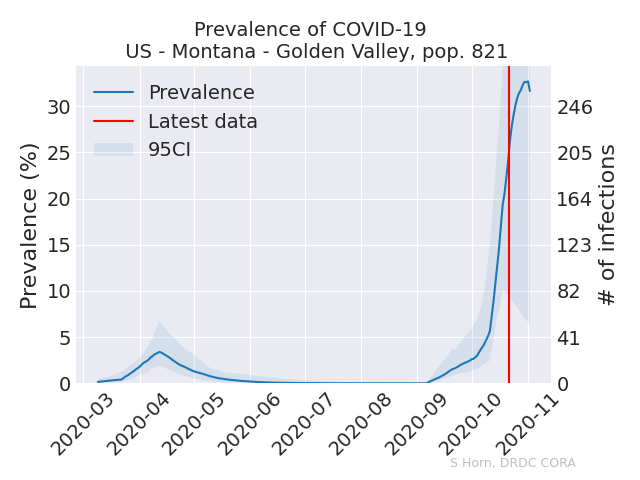 Prevalence of COVID-19
US - Montana - Golden Valley, pop. 821
Prevalence
Latest data
95CI
Prevalence (%)
30
25
20
15
10
5
0
246
205
164
123
82
41
0
# of infections
2020-03
2020-04
2020-05
2020-06
2020-07
2020-08
2020-09
2020-10
2020-11
S Horn, DRDC CORA